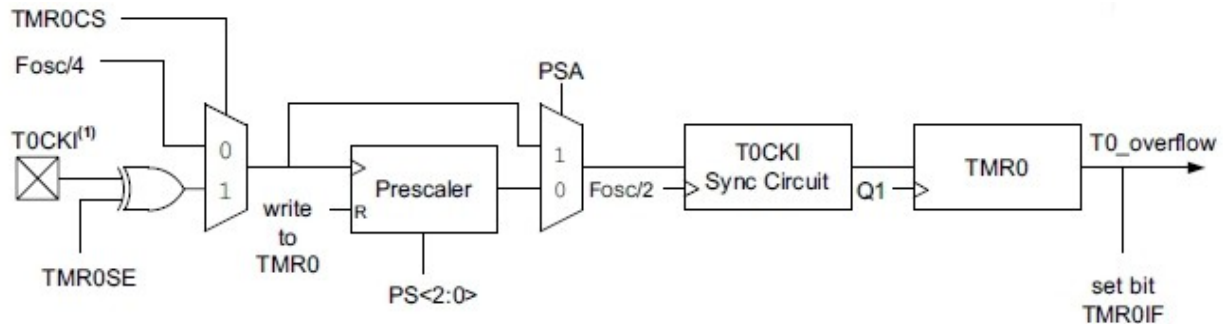 TMR0CS
Fosc/4
T0CKI(1)
TMR0SE
0
1
write
to
TMR0
Prescaler
R
PS<2:0>
PSA
1
0
Fosc/2
T0CKI
Sync Circuit
Q1
TMR0
T0_overflow
set bit
TMR0IF